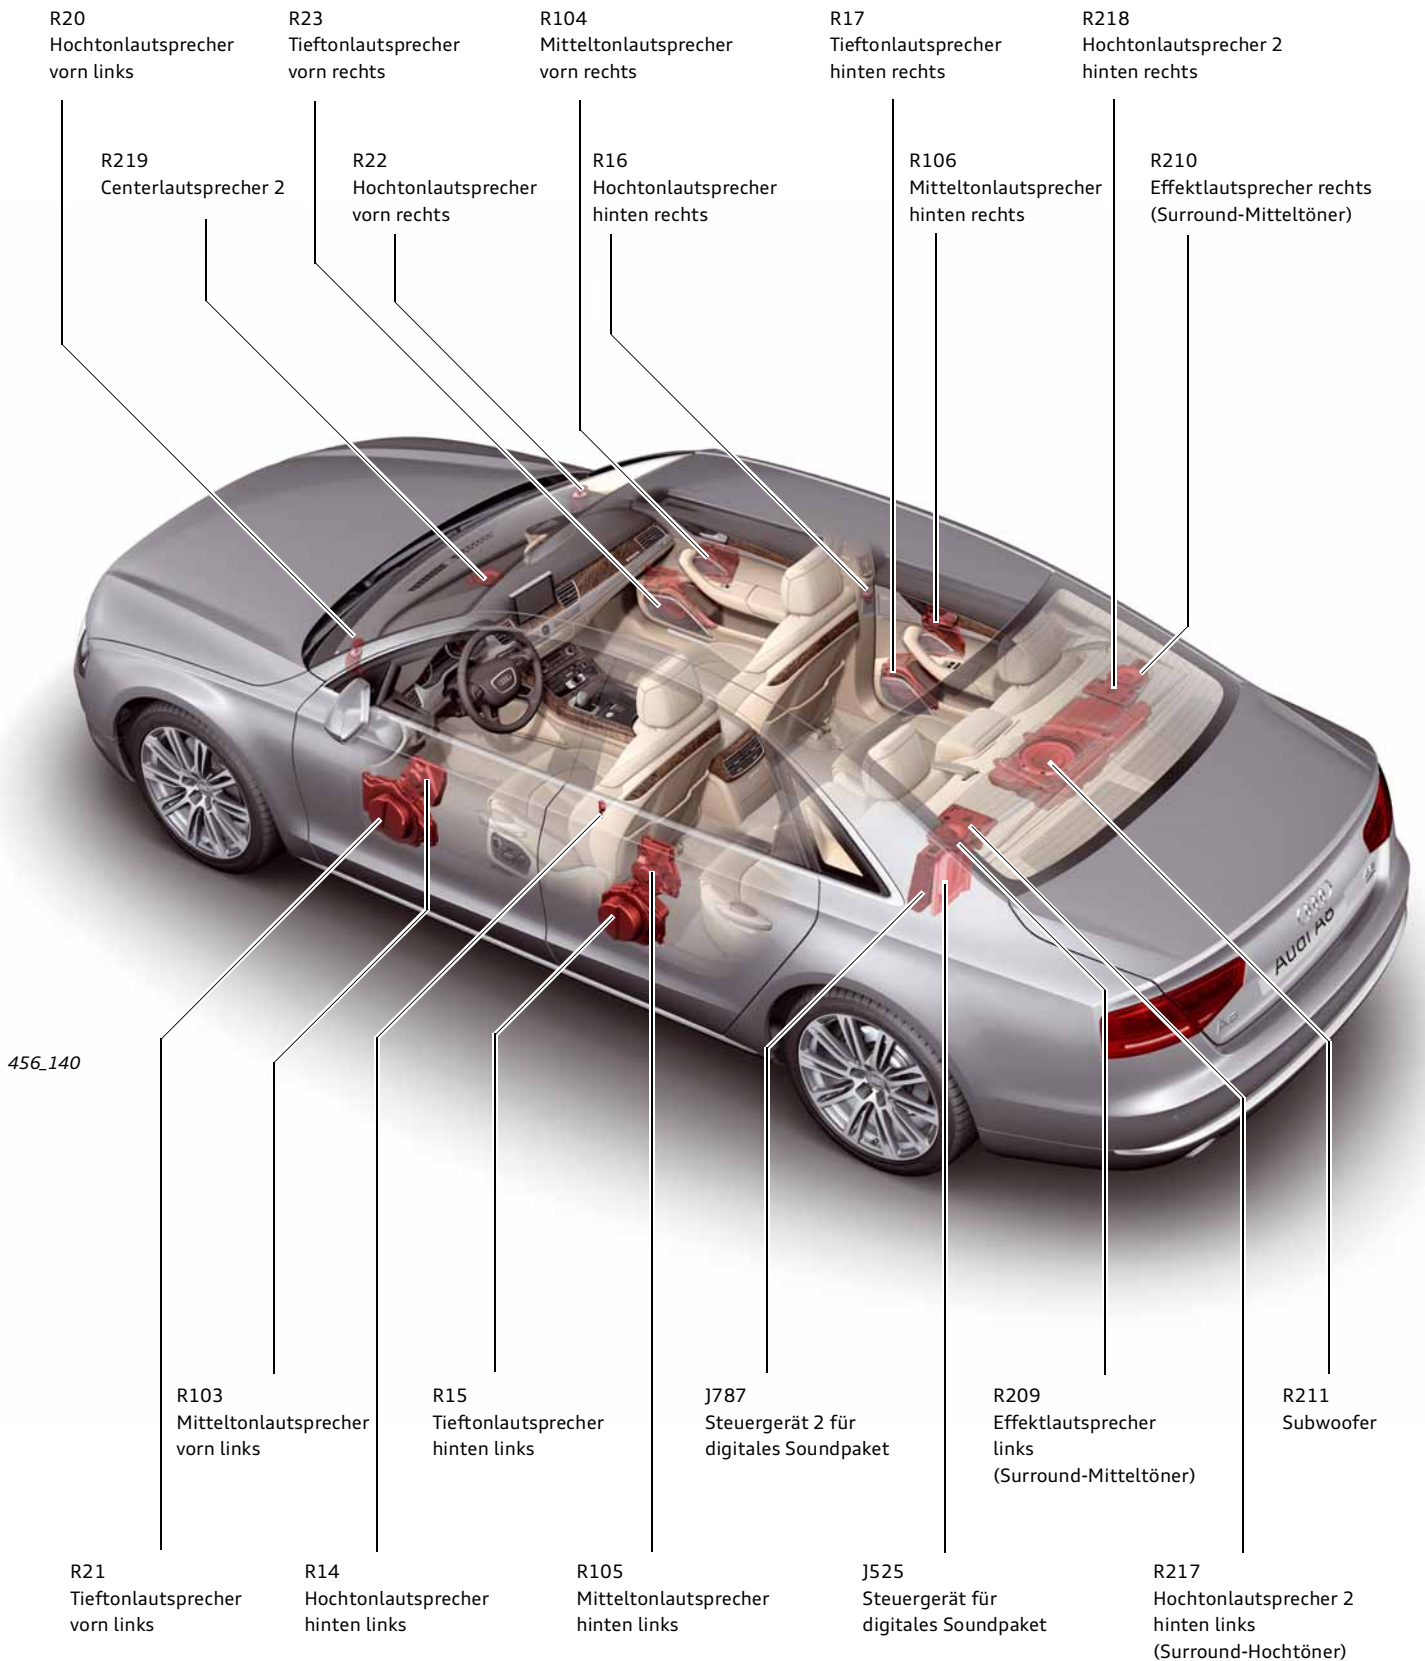 R20
Hochtonlautsprecher
vorn links
R23
Tieftonlautsprecher
vorn rechts
R104
Mitteltonlautsprecher
vorn rechts
R17
Tieftonlautsprecher
hinten rechts
R218
Hochtonlautsprecher 2
hinten rechts
R219
Centerlautsprecher 2
R22
Hochtonlautsprecher
vorn rechts
R16
Hochtonlautsprecher
hinten rechts
R106
Mitteltonlautsprecher
hinten rechts
R210
Effektlautsprecher rechts
(Surround-Mitteltöner)
Audi A8
456_140
R103
Mitteltonlautsprecher
vorn links
R15
Tieftonlautsprecher
hinten links
J787
Steuergerät 2 für
digitales Soundpaket
R209
Effektlautsprecher
links
(Surround-Mitteltöner)
R211
Subwoofer
R21
Tieftonlautsprecher
vorn links
R14
Hochtonlautsprecher
hinten links
R105
Mitteltonlautsprecher
hinten links
J525
Steuergerät für
digitales Soundpaket
R217
Hochtonlautsprecher 2
hinten links
(Surround-Hochtöner)